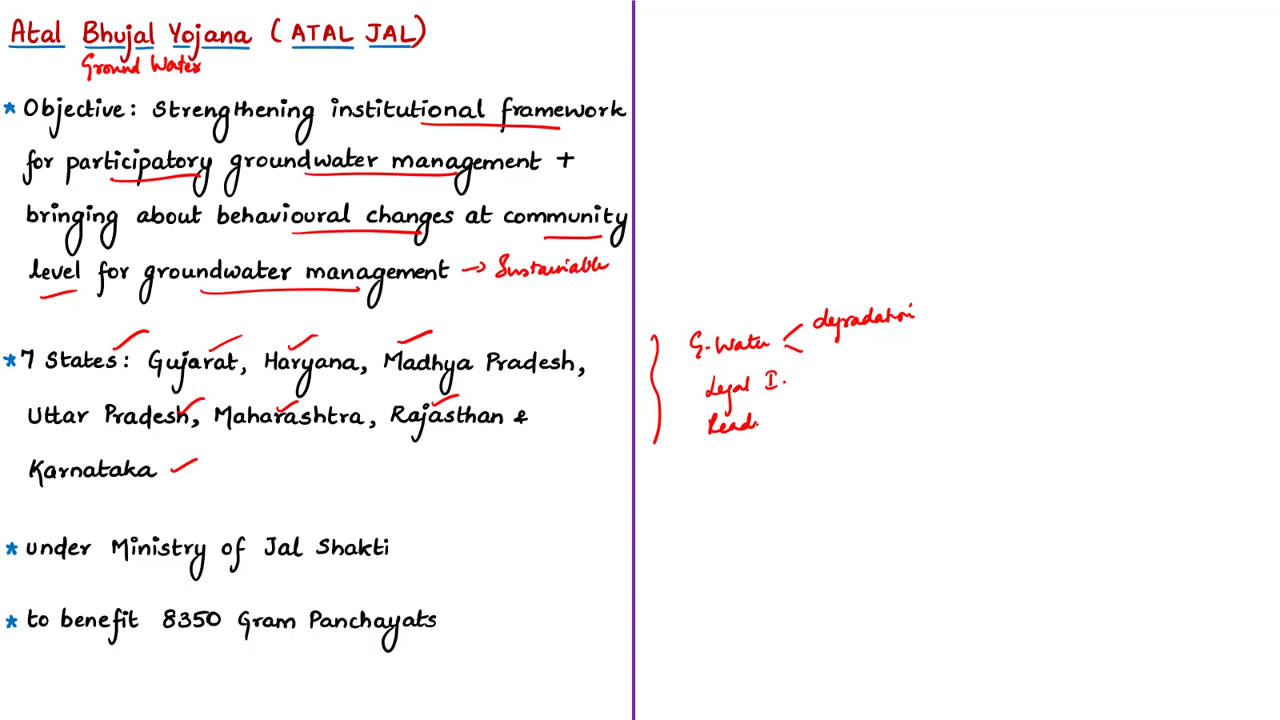 Atal Bhujal Yojana (ATAL JAL)
Ground Water
* Objective: Strengthening institutional framework
for participatory groundwater management +
bringing about behavioural changes at community
level for groundwater management → Sustainable
* 7 States: Gujarat, Haryana, Madhya Pradesh,
Uttar Pradesh, Maharashtra, Rajasthan &
Karnataka
* under Ministry of Jal Shakti
* to benefit 8350 Gram Panchayats
G-Water < degradation
Legal I.
Readi